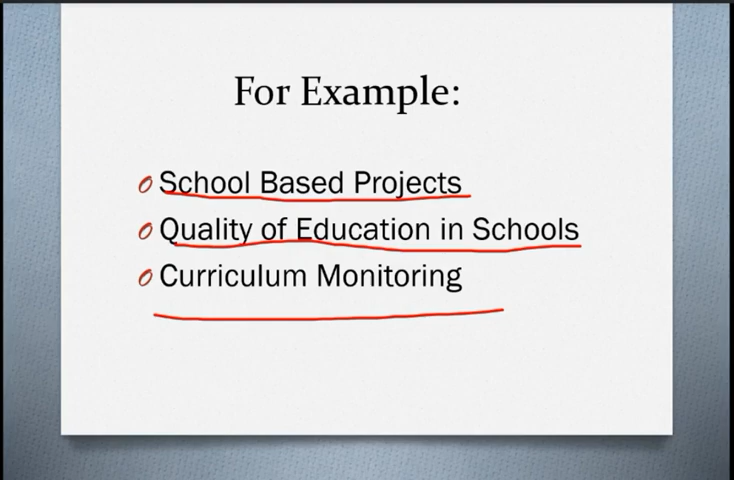 For Example:
School Based Projects
Quality of Education in Schools
Curriculum Monitoring